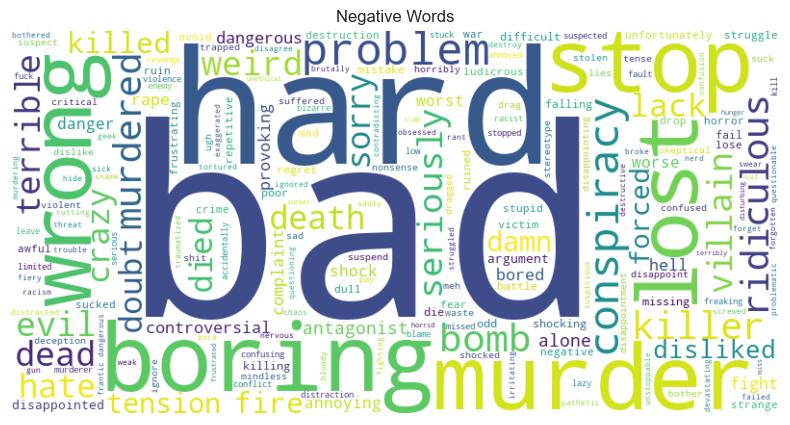 Negative Words
bothered
suspect
killed
avoid
revenge
ruin
violence
enemy
dangerous
trapped
weird
unethical
destruction
disagree
problem
brutally
mistake
stuck
war
destroy
annoyed
horribly
difficult
ludicrous
suspected
stolen
lies
unfortunately
tense
fault
confusion
struggle
suck
stop
hard
bad
wrong
terrible
fuck
critical
danger
geek
dislike
murdering
hide
sick
shame
violent
cutting
leave
threat
awful
trouble
limited
serious
fiery
racism
distracted
crazy
doubt
murdered
rape
frustrating
ugh
tortured
exaggerated
repetitive
suffered
bizarre
provoking
mad
regret
contradicting
sorry
crap
obsessed
nonsense
ignored
low
worst
rant
drag
racist
stopped
seriously
ruined
dragged
stereotype
falling
disappointing
conspiracy
lack
drop
worse
skeptical
nerd
broke
horror
hunger
fail
lose
swear
cut
kill
lost
destructive
disturbing
forgotten
questionable
problematic
ridiculous
villain
forced
confused
forget
terribly
hell
disappoint
missing
freaking
screwed
poor
crime
died
traumatized
accidentally
shit
death
sucker
sadly
sad
complaint
questioning
chaos
suspend
shock
pay
dull
meh
struggled
stupid
victim
damn
argument
bored
battle
suspicious
disappointment
evil
sucked
controversial
nervous
antagonist
horrid
die
fear
waste
blame
missed
odd
shocking
bomb
alone
negative
shocked
killer
disliked
dead
deception
gun
murderer
frantic dangerous
weak
boring
bore
ignore
frustrated
confusing
killing
mindless
conflict
bloody
distraction
fighting
annoying
irritating
murder
lazy
pathetic
unstoppable
bother
devastating
fight
miss
failed
strange
hate
disappointed
tension fire